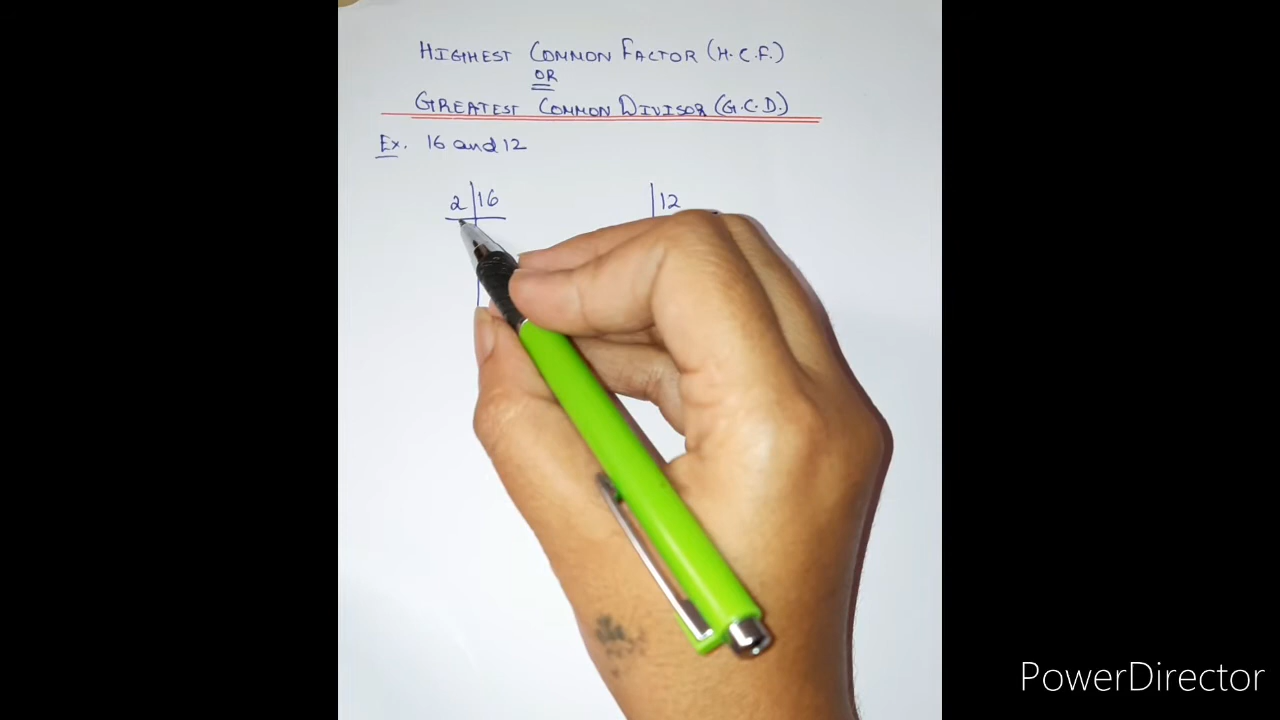 HIGHEST COMMON FACTOR (H.C.F.)
OR
GREATEST COMMON DIVISOR (G.C.D.)
Ex. 16 and 12
2 16 12
PowerDirector